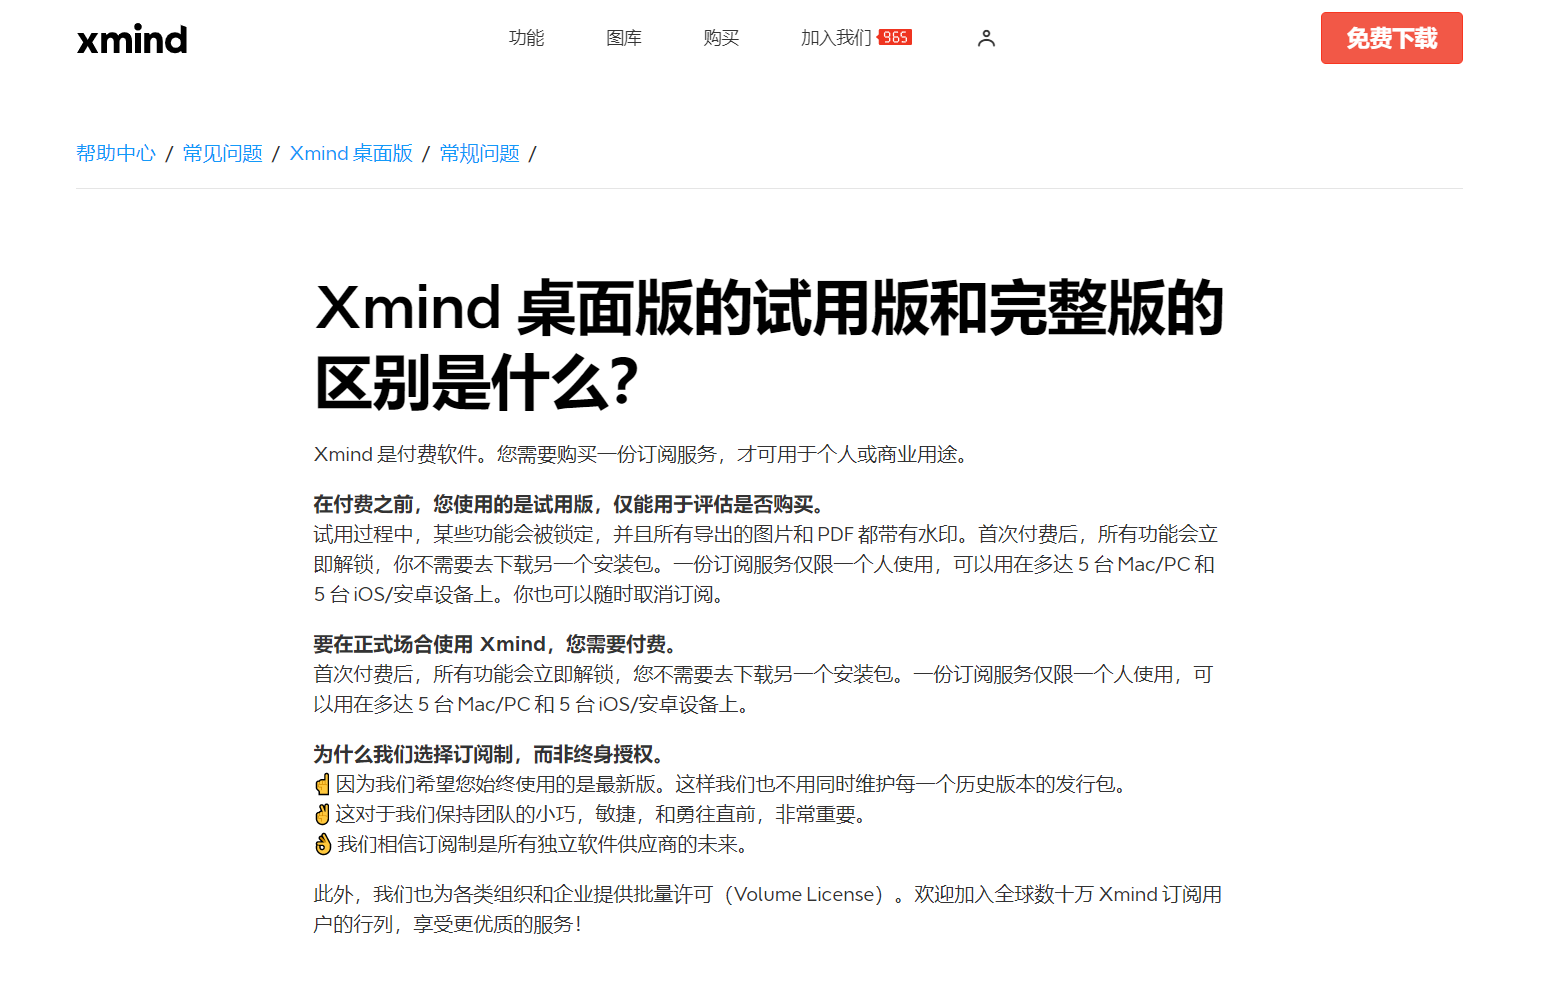 xmind
功能
图库
购买
加入我们 965
免费下载
帮助中心 / 常见问题 / Xmind 桌面版 / 常规问题 /
Xmind 桌面版的试用版和完整版的
区别是什么？
Xmind 是付费软件。您需要购买一份订阅服务，才可用于个人或商业用途。
在付费之前，您使用的是试用版，仅能用于评估是否购买。
试用过程中，某些功能会被锁定，并且所有导出的图片和 PDF 都带有水印。首次付费后，所有功能会立
即解锁，你不需要去下载另一个安装包。一份订阅服务仅限一个人使用，可以用在多达 5 台 Mac/PC 和
5 台 iOS/安卓设备上。你也可以随时取消订阅。
要在正式场合使用 Xmind，您需要付费。
首次付费后，所有功能会立即解锁，您不需要去下载另一个安装包。一份订阅服务仅限一个人使用，可
以用在多达 5 台 Mac/PC 和 5 台 iOS/安卓设备上。
为什么我们选择订阅制，而非终身授权。
☝️因为我们希望您始终使用的是最新版。这样我们也不用同时维护每一个历史版本的发行包。
✌️这对于我们保持团队的小巧，敏捷，和勇往直前，非常重要。
👌 我们相信订阅制是所有独立软件供应商的未来。
此外，我们也为各类组织和企业提供批量许可（Volume License）。欢迎加入全球数十万 Xmind 订阅用
户的行列，享受更优质的服务！